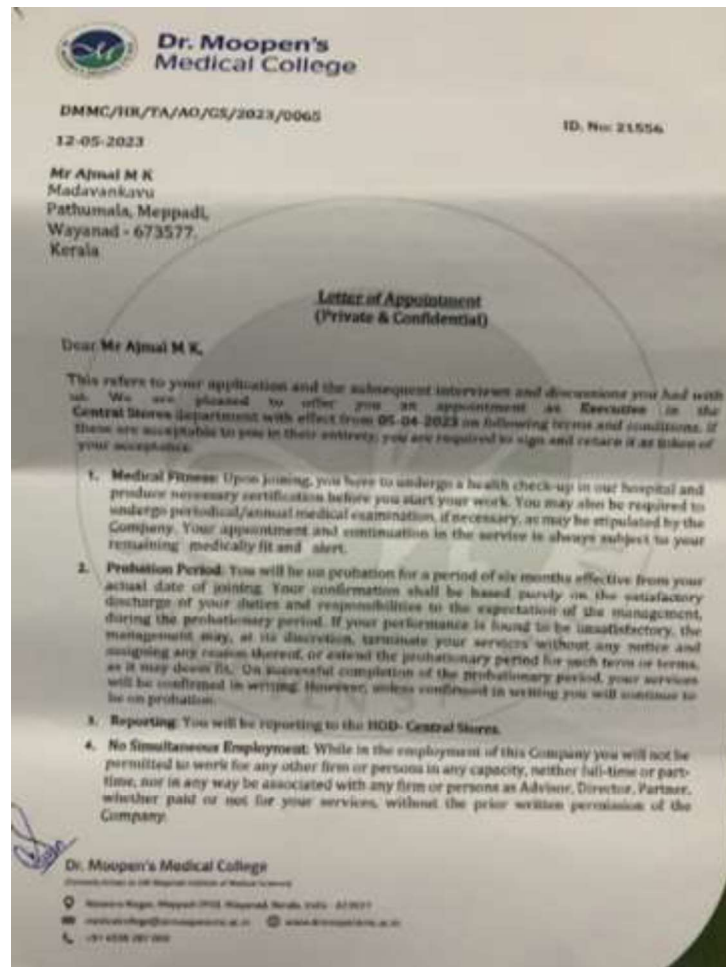 Dr. Moopen's
Medical College
DMMC/HR/TA/AO/GS/2023/0065
ID. No: 21556
12-05-2023
Mr Ajmal M K
Madavankavu
Pathumala, Meppadi,
Wayanad - 673577,
Kerala
Letter of Appointment
(Private & Confidential)
Dear Mr Ajmal M K,
This refers to your application and the subsequent interviews and discussions you had with
us. We are pleased to offer you an appointment as Executive in the
Central Stores department with effect from 05-04-2023 on following terms and conditions. If
these are acceptable to you in their entirety, you are required to sign and return it as token of
your acceptance.
1. Medical Fitness: Upon joining, you have to undergo a health check-up in our hospital and
produce necessary certification before you start your work. You may also be required to
undergo periodical/annual medical examination, if necessary, as may be stipulated by the
Company. Your appointment and continuation in the service is always subject to your
remaining medically fit and alert.
2. Probation Period: You will be on probation for a period of six months effective from your
actual date of joining. Your confirmation shall be based purely on the satisfactory
discharge of your duties and responsibilities to the expectation of the management,
during the probationary period. If your performance is found to be unsatisfactory, the
management may, at its discretion, terminate your services without any notice and
assigning any reason thereof, or extend the probationary period for such term or terms,
as it may deem fit. On successful completion of the probationary period, your services
will be confirmed in writing. However, unless confirmed in writing you will continue to
be on probation.
3. Reporting: You will be reporting to the HOD- Central Stores.
4. No Simultaneous Employment: While in the employment of this Company you will not be
permitted to work for any other firm or persons in any capacity, neither full-time or part-
time, nor in any way be associated with any firm or persons as Advisor, Director, Partner,
whether paid or not for your services, without the prior written permission of the
Company.
Dr. Moopen's Medical College